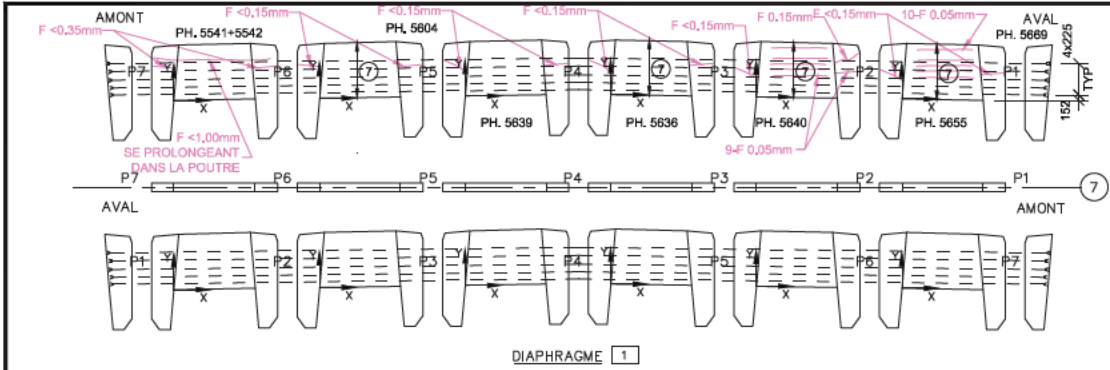 AMONT
F <0.35mm
F <0.15mm
PH. 5541+5542
F <0.15mm
PH. 5604
F <0.15mm
F 0.15mm
F <0.15mm
10-F 0.05mm
AVAL
PH. 5669
P7
P6
P5
P4
P3
P2
P1
Y
Y
Y
Y
Y
Y
7
7
7
7
X
X
X
X
X
X
4x225
TYP
152
PH. 5639
PH. 5636
PH. 5640
PH. 5655
F <1.00mm
SE PROLONGEANT
DANS LA POUTRE
9-F 0.05mm
P7
P6
P5
P4
P3
P2
P1
7
AVAL
AMONT
P1
P2
P3
P4
P5
P6
P7
Y
Y
Y
Y
Y
Y
X
X
X
X
X
X
DIAPHRAGME 1